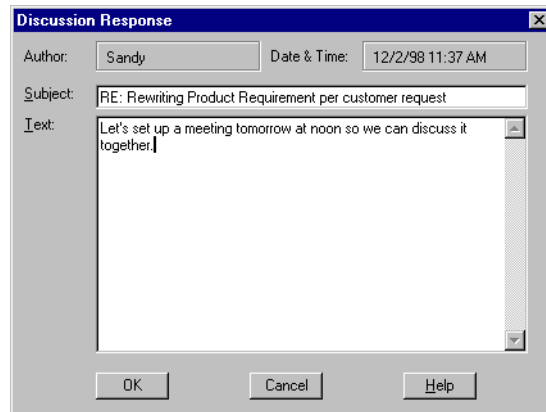 Discussion Response
Author: Sandy Date & Time: 12/2/98 11:37 AM
Subject: RE: Rewriting Product Requirement per customer request
Text: Let's set up a meeting tomorrow at noon so we can discuss it
together.
OK Cancel Help